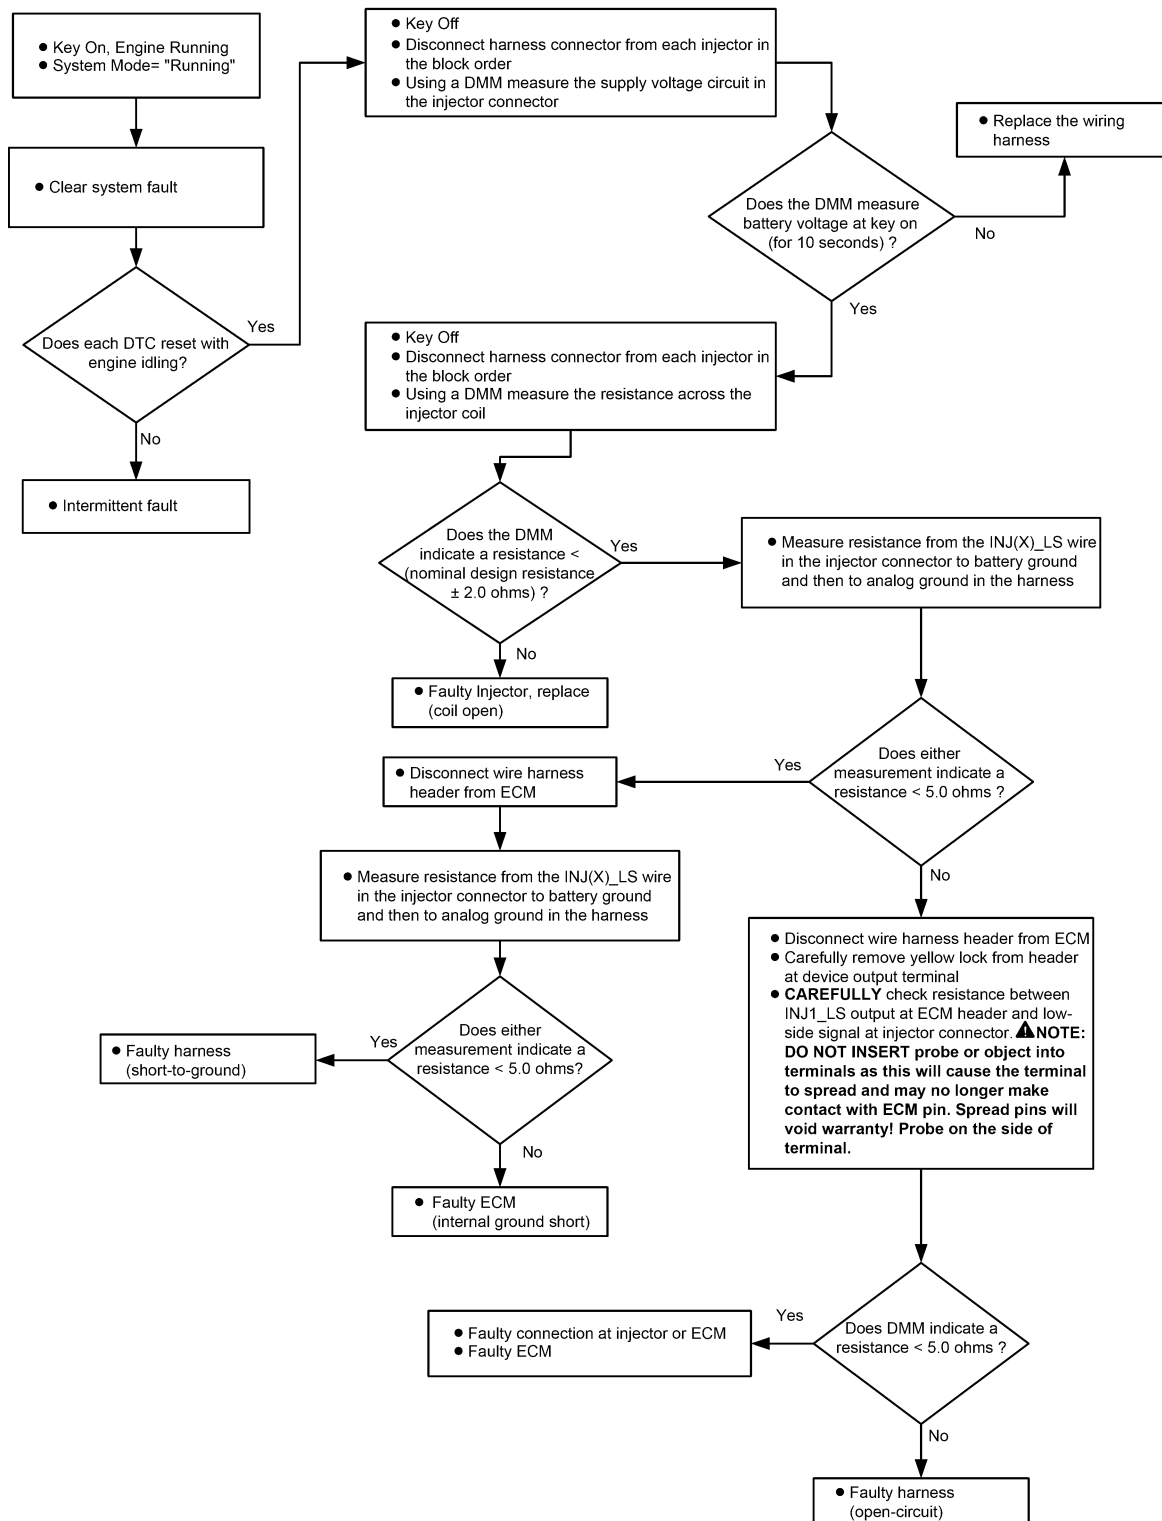 ● Key On, Engine Running
● System Mode= "Running"
● Clear system fault
Does each DTC reset with
engine idling?
Yes
No
● Intermittent fault
● Key Off
● Disconnect harness connector from each injector in
the block order
● Using a DMM measure the supply voltage circuit in
the injector connector
Does the DMM measure
battery voltage at key on
(for 10 seconds) ?
No
● Replace the wiring
harness
Yes
● Key Off
● Disconnect harness connector from each injector in
the block order
● Using a DMM measure the resistance across the
injector coil
Does the DMM
indicate a resistance <
(nominal design resistance
± 2.0 ohms) ?
Yes
No
● Faulty Injector, replace
(coil open)
● Measure resistance from the INJ(X)_LS wire
in the injector connector to battery ground
and then to analog ground in the harness
Does either
measurement indicate a
resistance < 5.0 ohms ?
Yes
No
● Disconnect wire harness
header from ECM
● Measure resistance from the INJ(X)_LS wire
in the injector connector to battery ground
and then to analog ground in the harness
Does either
measurement indicate a
resistance < 5.0 ohms?
Yes
● Faulty harness
(short-to-ground)
No
● Faulty ECM
(internal ground short)
● Disconnect wire harness header from ECM
● Carefully remove yellow lock from header
at device output terminal
● CAREFULLY check resistance between
INJ1_LS output at ECM header and low-
side signal at injector connector. NOTE:
DO NOT INSERT probe or object into
terminals as this will cause the terminal
to spread and may no longer make
contact with ECM pin. Spread pins will
void warranty! Probe on the side of
terminal.
Does DMM indicate a
resistance < 5.0 ohms ?
Yes
● Faulty connection at injector or ECM
● Faulty ECM
No
● Faulty harness
(open-circuit)